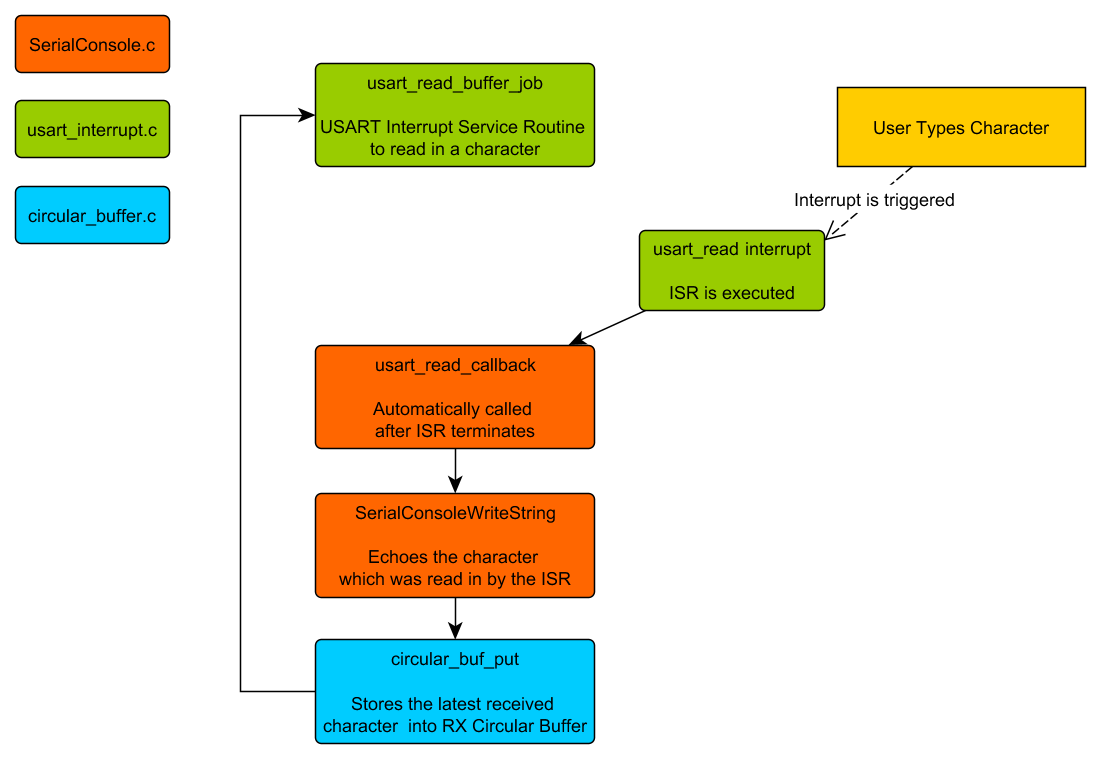 SerialConsole.c
usart_interrupt.c
circular_buffer.c
usart_read_buffer_job
USART Interrupt Service Routine
to read in a character
User Types Character
Interrupt is triggered
usart_read interrupt
ISR is executed
usart_read_callback
Automatically called
after ISR terminates
SerialConsoleWriteString
Echoes the character
which was read in by the ISR
circular_buf_put
Stores the latest received
character  into RX Circular Buffer